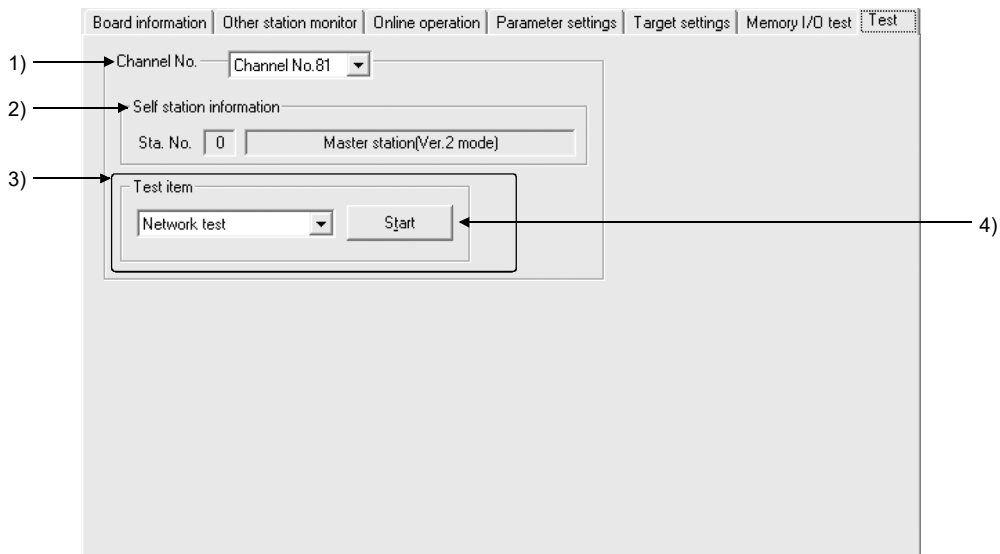 Board information Other station monitor Online operation Parameter settings Target settings Memory I/O test Test
1) Channel No. Channel No.81
2) Self station information
Sta. No. 0 Master station(Ver.2 mode)
3) Test item
Network test Start 4)